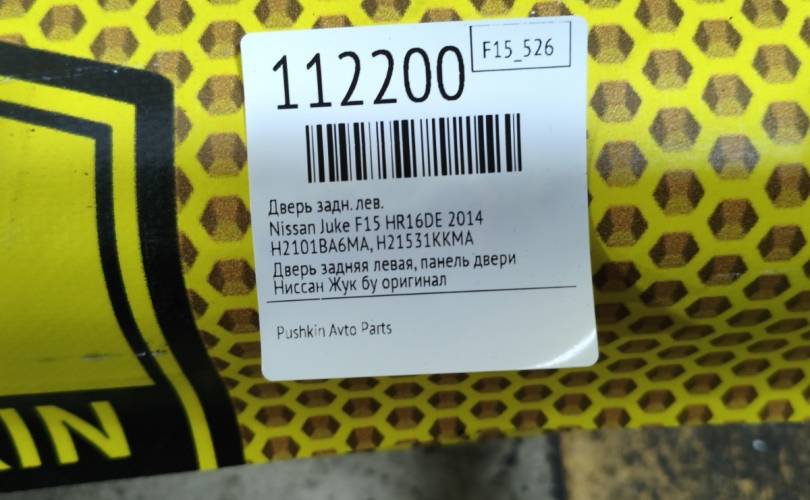 112200
F15_526
Дверь задн. лев.
Nissan Juke F15 HR16DE 2014
H2101BA6MA, H21531KKMA
Дверь задняя левая, панель двери
Ниссан Жук бу оригинал
Pushkin Avto Parts
KIN